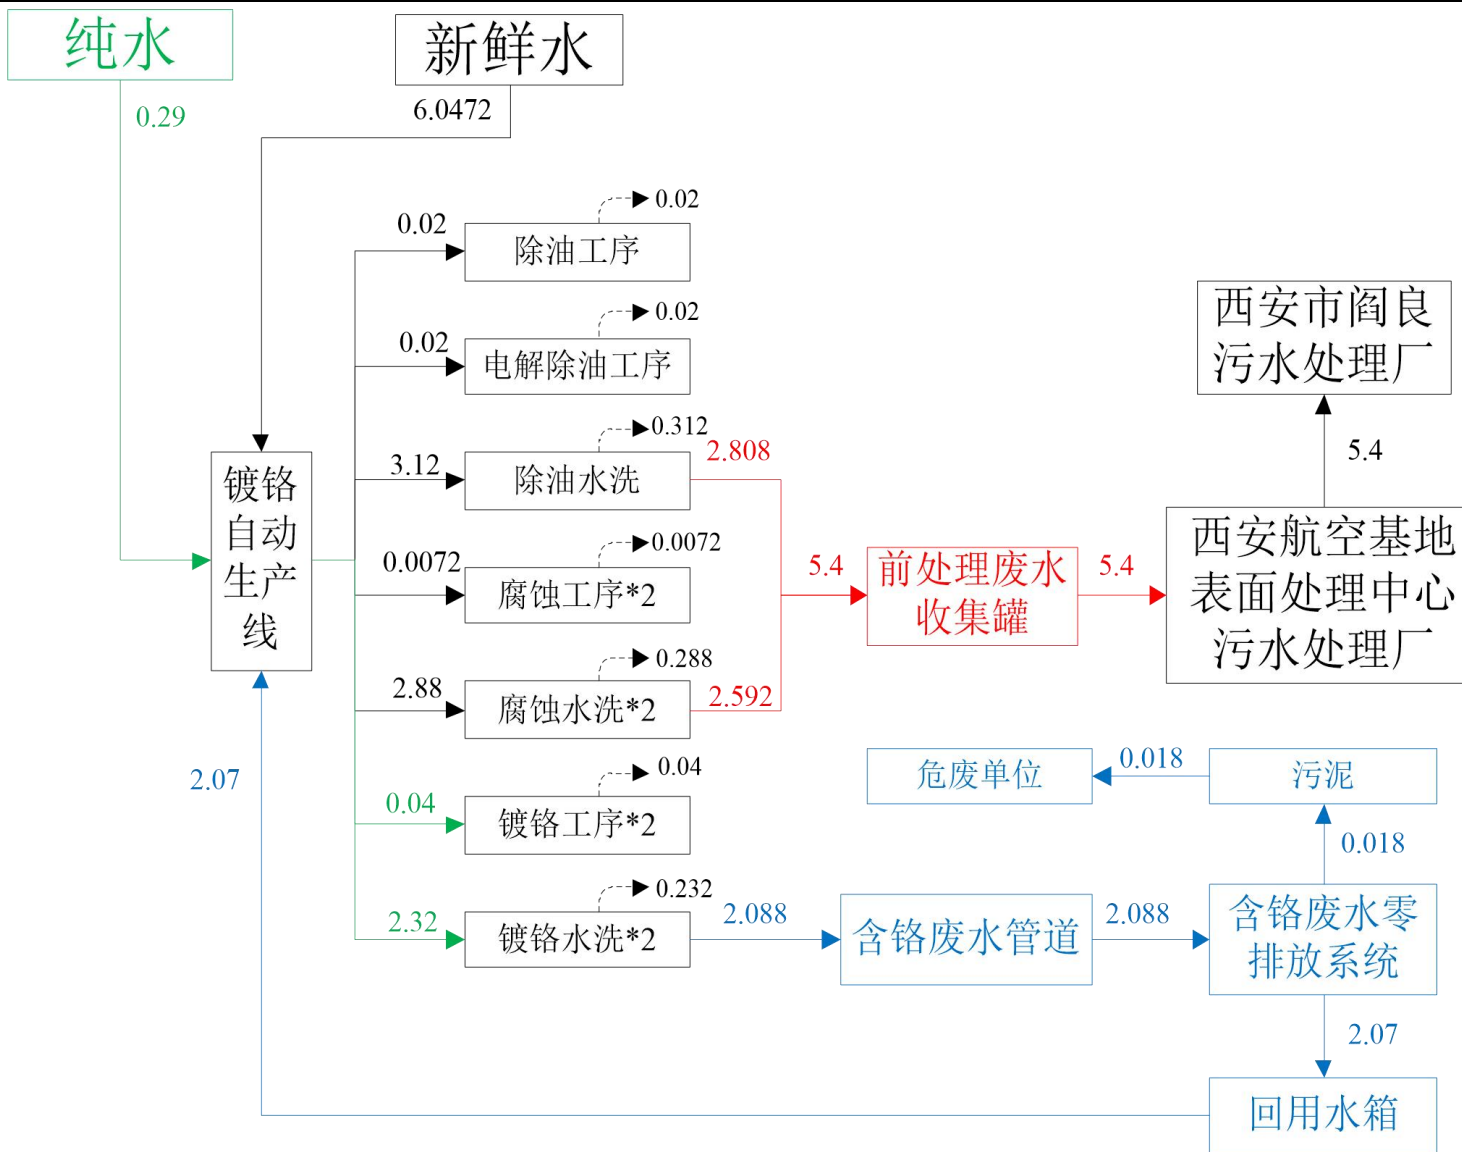 纯水
新鲜水
0.29
6.0472
0.02
0.02
除油工序
0.02
0.02
电解除油工序
西安市阎良
污水处理厂
3.12
0.312
除油水洗
2.808
5.4
镀铬
自动
生产
线
0.0072
0.0072
腐蚀工序*2
5.4
前处理废水
收集罐
5.4
西安航空基地
表面处理中心
污水处理厂
2.88
0.288
腐蚀水洗*2
2.592
2.07
0.04
0.04
镀铬工序*2
危废单位
0.018
污泥
0.018
2.32
0.232
镀铬水洗*2
2.088
含铬废水管道
2.088
含铬废水零
排放系统
2.07
回用水箱